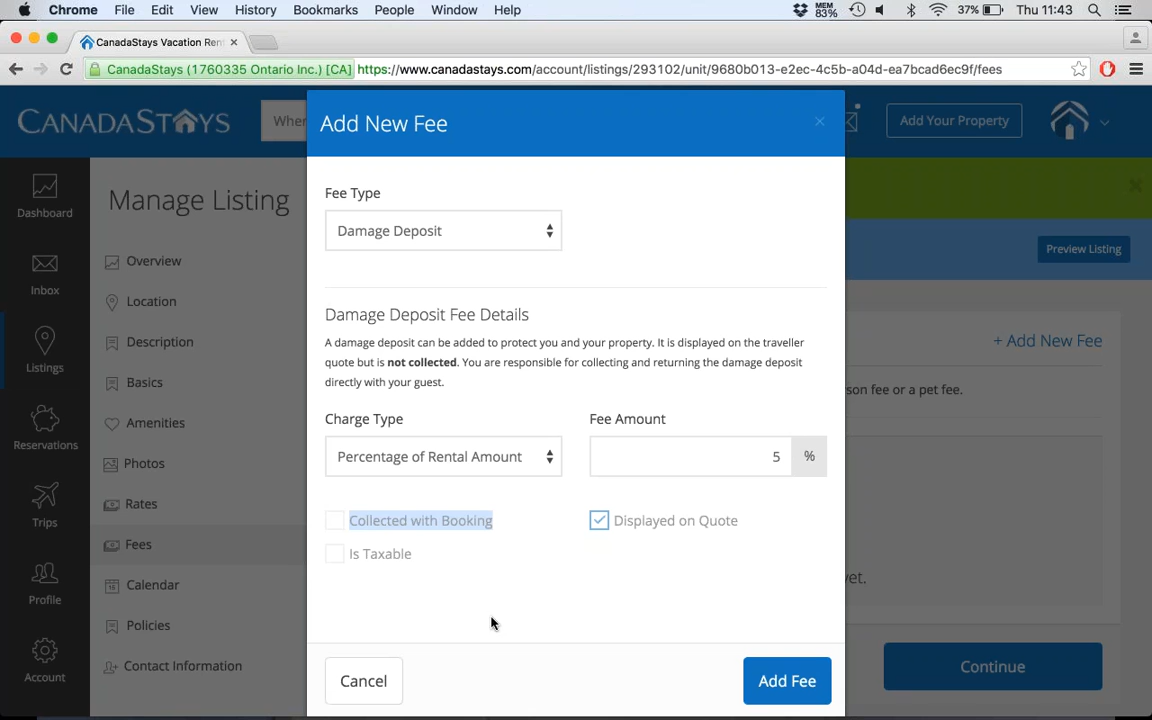 Chrome File Edit View History Bookmarks People Window Help MEM 83% 37% Thu 11:43
CanadaStays Vacation Ren
CanadaStays (1760335 Ontario Inc.) [CA] https://www.canadastays.com/account/listings/293102/unit/9680b013-e2ec-4c5b-a04d-ea7bcad6ec9f/fees
CANADASTAYS Wher Add Your Property
Add New Fee
Manage Listing
Preview Listing
Dashboard
Inbox
Listings
Reservations
Trips
Profile
Account
Overview
Location
Description
Basics
Amenities
Photos
Rates
Fees
Calendar
Policies
Contact Information
Fee Type
Damage Deposit
Damage Deposit Fee Details
A damage deposit can be added to protect you and your property. It is displayed on the traveller
quote but is not collected. You are responsible for collecting and returning the damage deposit
directly with your guest.
Charge Type Fee Amount
Percentage of Rental Amount 5 %
Collected with Booking Displayed on Quote
Is Taxable
Cancel Add Fee
+ Add New Fee
son fee or a pet fee.
yet.
Continue